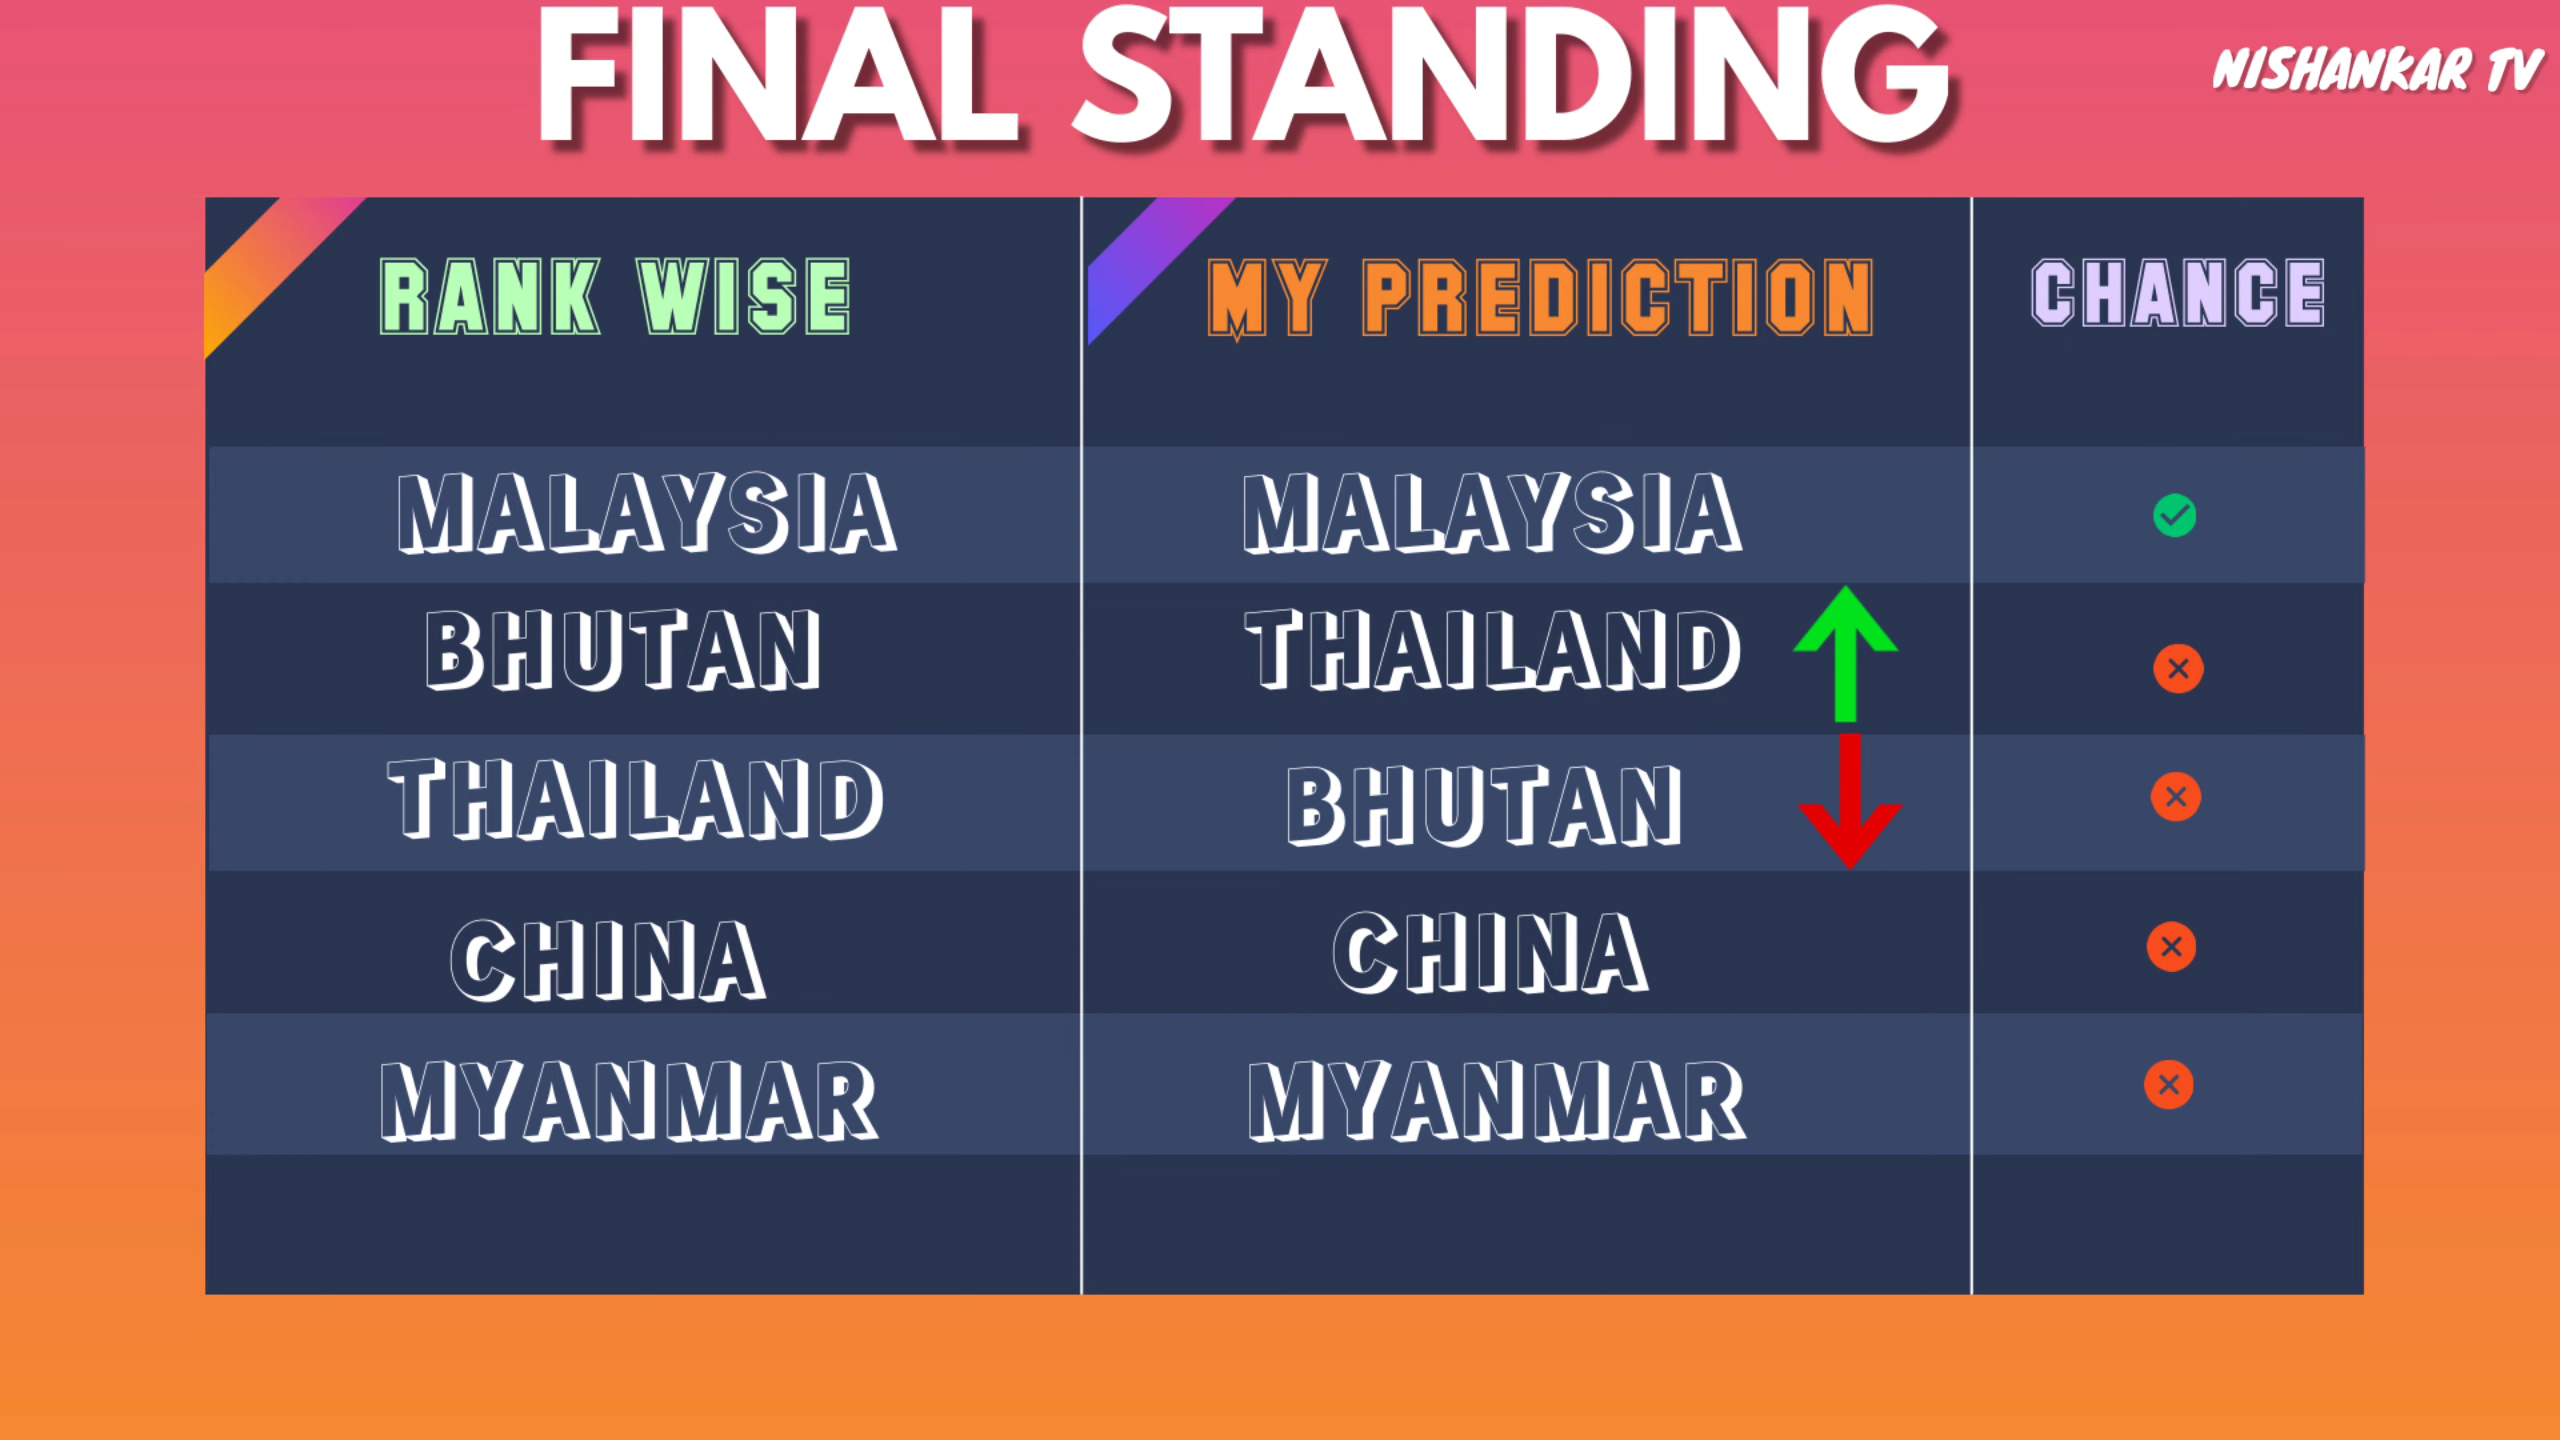 FINAL STANDING
NISHANKAR TV
RANK WISE MY PREDICTION CHANCE
MALAYSIA MALAYSIA
BHUTAN THAILAND
THAILAND BHUTAN
CHINA CHINA
MYANMAR MYANMAR